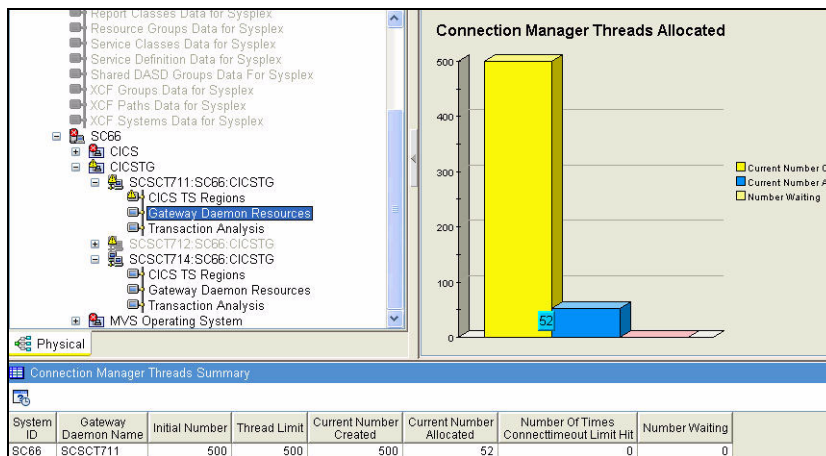 Report Classes Data for Sysplex
Resource Groups Data for Sysplex
Service Classes Data for Sysplex
Service Definition Data for Sysplex
Shared DASD Groups Data For Sysplex
XCF Groups Data for Sysplex
XCF Paths Data for Sysplex
XCF Systems Data for Sysplex
SC66
CICS
CICSTG
SCSCT711:SC66:CICSTG
CICS TS Regions
Gateway Daemon Resources
Transaction Analysis
SCSCT712:SC66:CICSTG
SCSCT714:SC66:CICSTG
CICS TS Regions
Gateway Daemon Resources
Transaction Analysis
MVS Operating System
Physical
Connection Manager Threads Allocated
500
400
300
200
100
0
52
Current Number C
Current Number A
Number Waiting
Connection Manager Threads Summary
System ID Gateway Daemon Name Initial Number Thread Limit Current Number Created Current Number Allocated Number Of Times Connecttimeout Limit Hit Number Waiting
SC66 SCSCT711 500 500 500 52 0 0